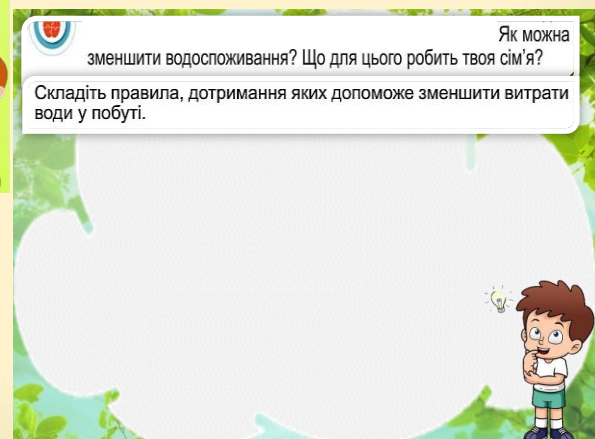 Як можна
зменшити водоспоживання? Що для цього робить твоя сім’я?
Складіть правила, дотримання яких допоможе зменшити витрати
води у побуті.